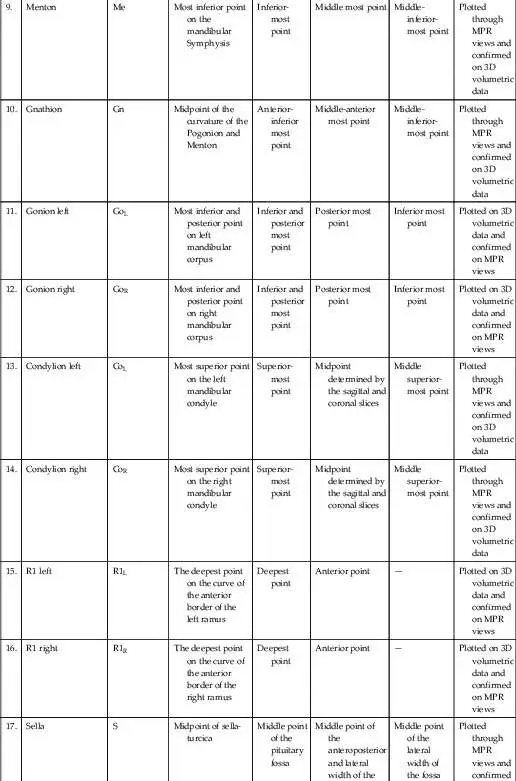 9.
Menton
Me
Most inferior point
on the
mandibular
Symphysis
Inferior-
most
point
Middle most point
Middle-
inferior-
most point
Plotted
through
MPR
views and
confirmed
on 3D
volumetric
data
10.
Gnathion
Gn
Midpoint of the
curvature of the
Pogonion and
Menton
Anterior-
inferior
most
point
Middle-anterior
most point
Middle-
inferior-
most point
Plotted
through
MPR
views and
confirmed
on 3D
volumetric
data
11.
Gonion left
GoL
Most inferior and
posterior point
on left
mandibular
corpus
Inferior and
posterior
most
point
Posterior most
point
Inferior most
point
Plotted on 3D
volumetric
data and
confirmed
on MPR
views
12.
Gonion right
GoR
Most inferior and
posterior point
on right
mandibular
corpus
Inferior and
posterior
most
point
Posterior most
point
Inferior most
point
Plotted on 3D
volumetric
data and
confirmed
on MPR
views
13.
Condylion left
CoL
Most superior point
on the left
mandibular
condyle
Superior-
most
point
Midpoint
determined by
the sagittal and
coronal slices
Middle
superior-
most point
Plotted
through
MPR
views and
confirmed
on 3D
volumetric
data
14.
Condylion right
CoR
Most superior point
on the right
mandibular
condyle
Superior-
most
point
Midpoint
determined by
the sagittal and
coronal slices
Middle
superior-
most point
Plotted
through
MPR
views and
confirmed
on 3D
volumetric
data
15.
R1 left
R1L
The deepest point
on the curve of
the anterior
border of the
left ramus
Deepest
point
Anterior point
—
Plotted on 3D
volumetric
data and
confirmed
on MPR
views
16.
R1 right
R1R
The deepest point
on the curve of
the anterior
border of the
right ramus
Deepest
point
Anterior point
—
Plotted on 3D
volumetric
data and
confirmed
on MPR
views
17.
Sella
S
Midpoint of sella-
turcica
Middle point
of the
pituitary
fossa
Middle point of
the
anteroposterior
and lateral
width of the
Middle point
of the
lateral
width of
the fossa
Plotted
through
MPR
views and
confirmed